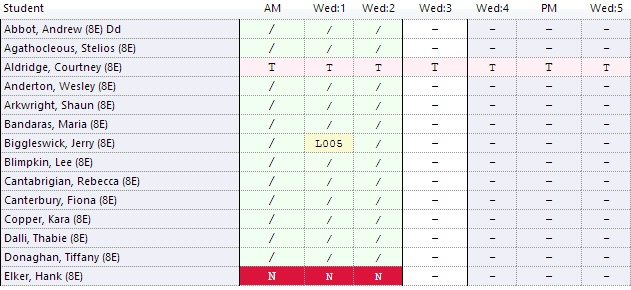 Student AM Wed:1 Wed:2 Wed:3 Wed:4 PM Wed:5
Abbot, Andrew (8E) Dd / / / – – – –
Agathocleous, Stelios (8E) / / / – – – –
Aldridge, Courtney (8E) T T T T T T T
Anderton, Wesley (8E) / / / – – – –
Arkwright, Shaun (8E) / / / – – – –
Bandaras, Maria (8E) / / / – – – –
Biggleswick, Jerry (8E) / L005 / – – – –
Blimpkin, Lee (8E) / / / – – – –
Cantabrigian, Rebecca (8E) / / / – – – –
Canterbury, Fiona (8E) / / / – – – –
Copper, Kara (8E) / / / – – – –
Dalli, Thabie (8E) / / / – – – –
Donaghan, Tiffany (8E) / / / – – – –
Elker, Hank (8E) N N N – – – –